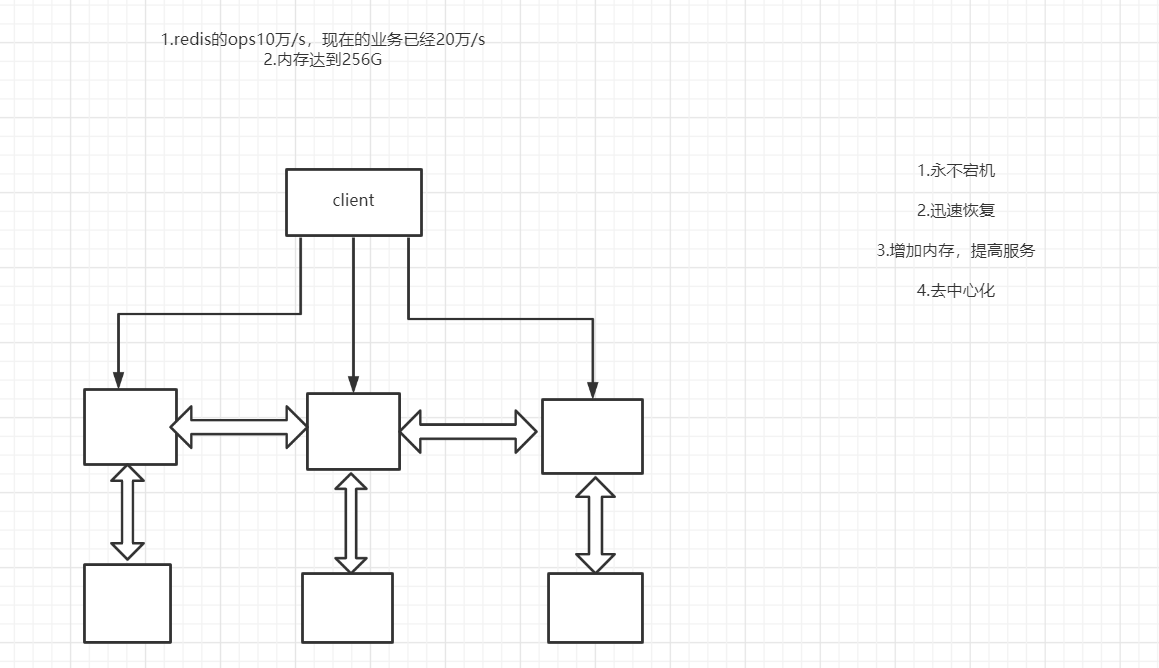 1.redis的ops10万/s，现在的业务已经20万/s
2.内存达到256G
client
1.永不宕机
2.迅速恢复
3.增加内存，提高服务
4.去中心化